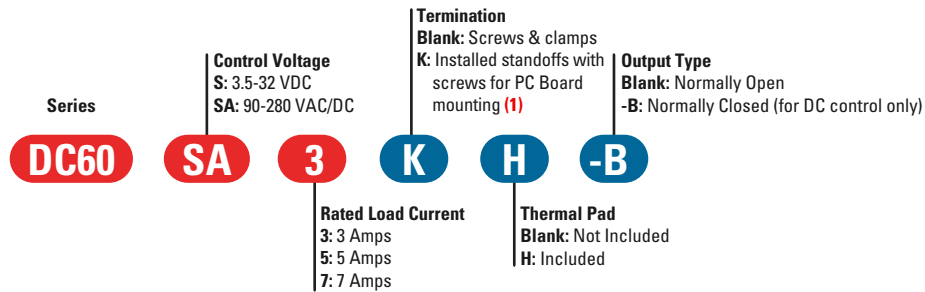 Termination
Blank: Screws & clamps
K: Installed standoffs with
screws for PC Board
mounting (1)
Control Voltage
S: 3.5-32 VDC
SA: 90-280 VAC/DC
Output Type
Blank: Normally Open
-B: Normally Closed (for DC control only)
Series
DC60 SA 3 K H -B
Rated Load Current
3: 3 Amps
5: 5 Amps
7: 7 Amps
Thermal Pad
Blank: Not Included
H: Included